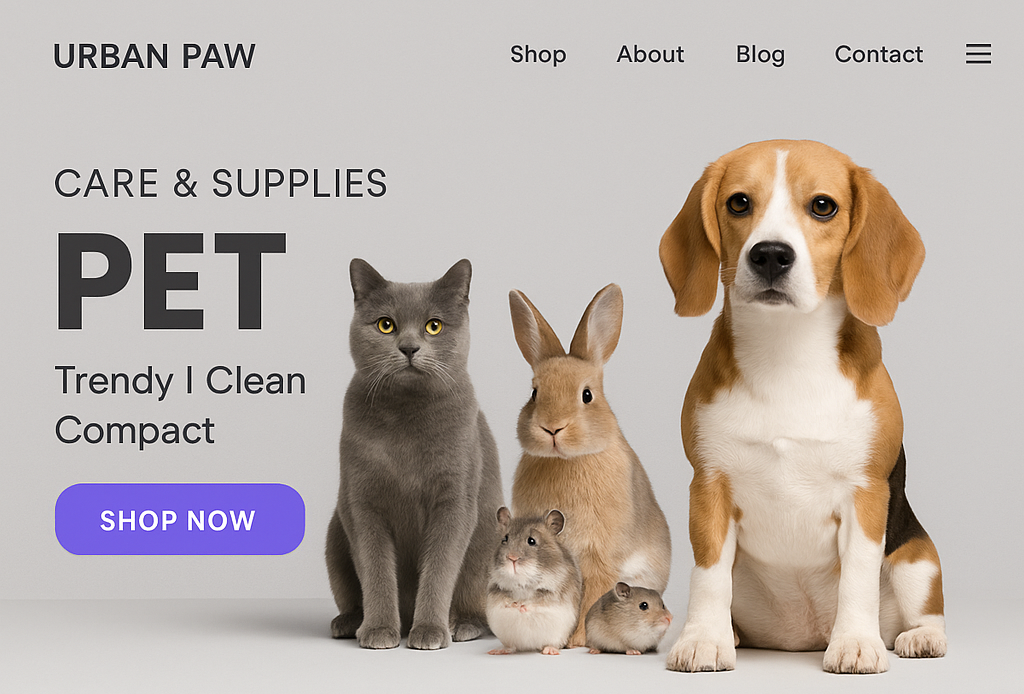 URBAN PAW
Shop About Blog Contact
CARE & SUPPLIES
PET
Trendy | Clean
Compact
SHOP NOW